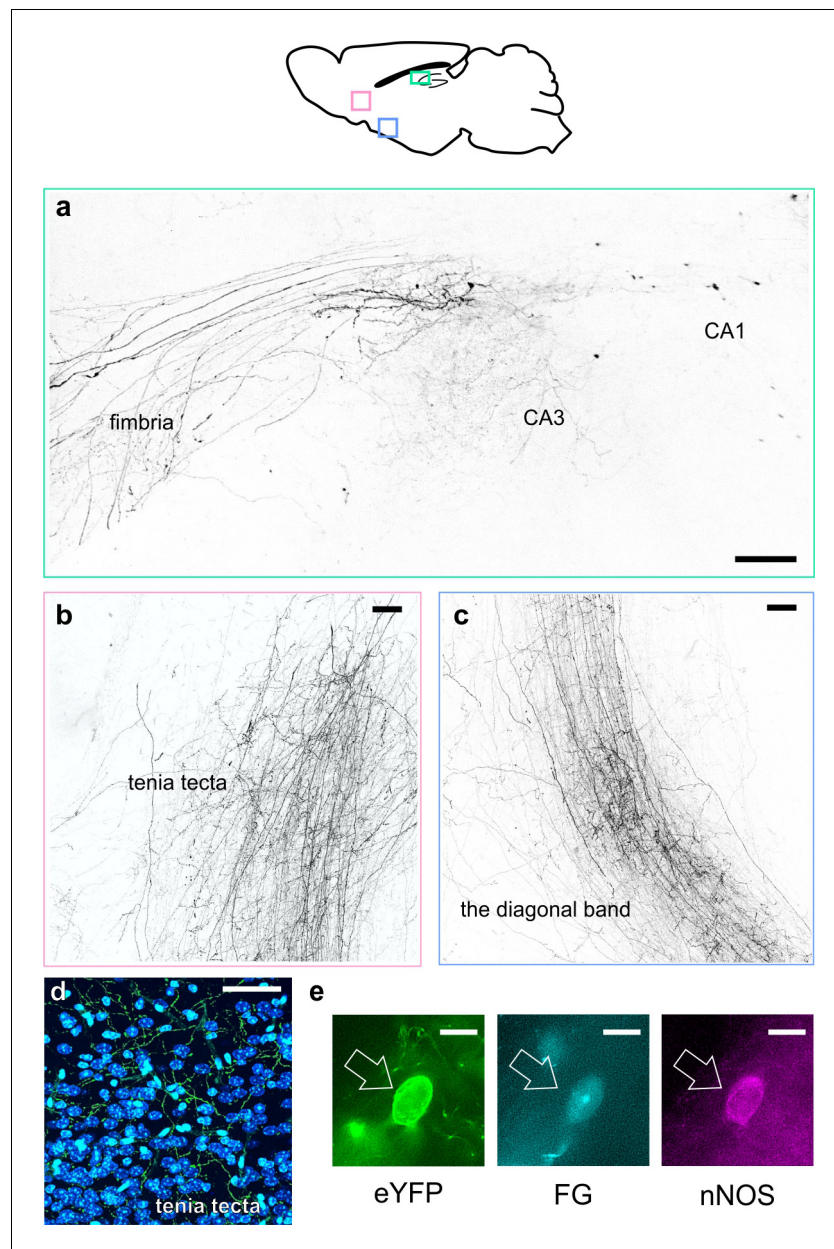 a
CA1
fimbria
CA3
b
tenia tecta
c
the diagonal band
d
tenia tecta
e
eYFP
FG
nNOS